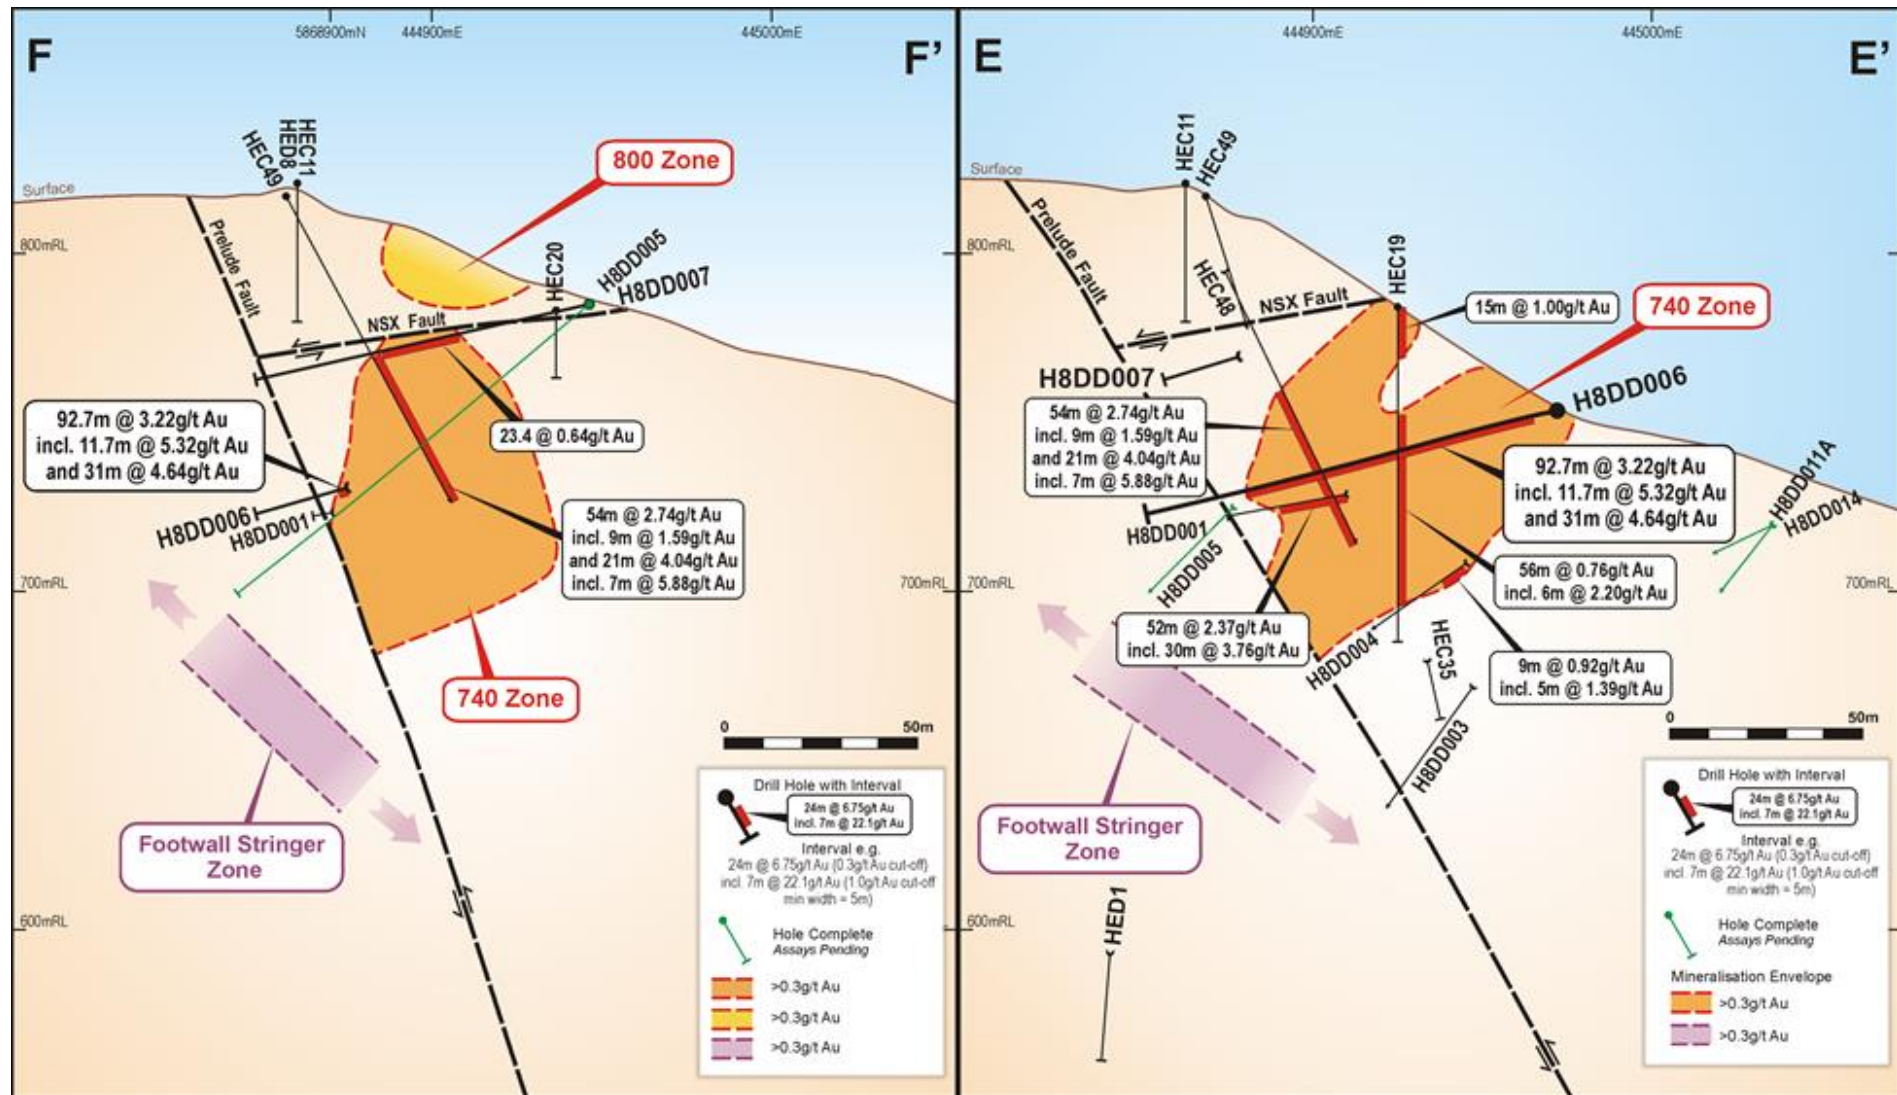 F
5868900mN
444900mE
445000mE
F'
HEC49
HED8
HEC11
800 Zone
Surface
Prelude Fault
800mRL
HEC20
H8DD005
H8DD007
NSX Fault
92.7m @ 3.22g/t Au
incl. 11.7m @ 5.32g/t Au
and 31m @ 4.64g/t Au
23.4 @ 0.64g/t Au
H8DD006
H8DD001
54m @ 2.74g/t Au
incl. 9m @ 1.59g/t Au
and 21m @ 4.04g/t Au
incl. 7m @ 5.88g/t Au
700mRL
700mRL
740 Zone
0
50m
Footwall Stringer
Zone
600mRL
Drill Hole with Interval
24m @ 6.75g/t Au
incl. 7m @ 22.1g/t Au
Interval e.g.
24m @ 6.75g/t Au (0.3g/t Au cut-off)
incl. 7m @ 22.1g/t Au (1.0g/t Au cut-off
min width = 5m)
Hole Complete
Assays Pending
>0.3g/t Au
>0.3g/t Au
>0.3g/t Au
E
444900mE
445000mE
E'
HEC11
HEC49
Surface
Prelude Fault
800mRL
HEC48
HEC19
NSX Fault
15m @ 1.00g/t Au
740 Zone
H8DD007
H8DD006
54m @ 2.74g/t Au
incl. 9m @ 1.59g/t Au
and 21m @ 4.04g/t Au
incl. 7m @ 5.88g/t Au
92.7m @ 3.22g/t Au
incl. 11.7m @ 5.32g/t Au
and 31m @ 4.64g/t Au
H8DD011A
H8DD014
H8DD001
H8DD005
700mRL
700mRL
56m @ 0.76g/t Au
incl. 6m @ 2.20g/t Au
52m @ 2.37g/t Au
incl. 30m @ 3.76g/t Au
H8DD004
HEC35
9m @ 0.92g/t Au
incl. 5m @ 1.39g/t Au
H8DD003
0
50m
Footwall Stringer
Zone
HED1
600mRL
Drill Hole with Interval
24m @ 6.75g/t Au
incl. 7m @ 22.1g/t Au
Interval e.g.
24m @ 6.75g/t Au (0.3g/t Au cut-off)
incl. 7m @ 22.1g/t Au (1.0g/t Au cut-off
min width = 5m)
Hole Complete
Assays Pending
Mineralisation Envelope
>0.3g/t Au
>0.3g/t Au